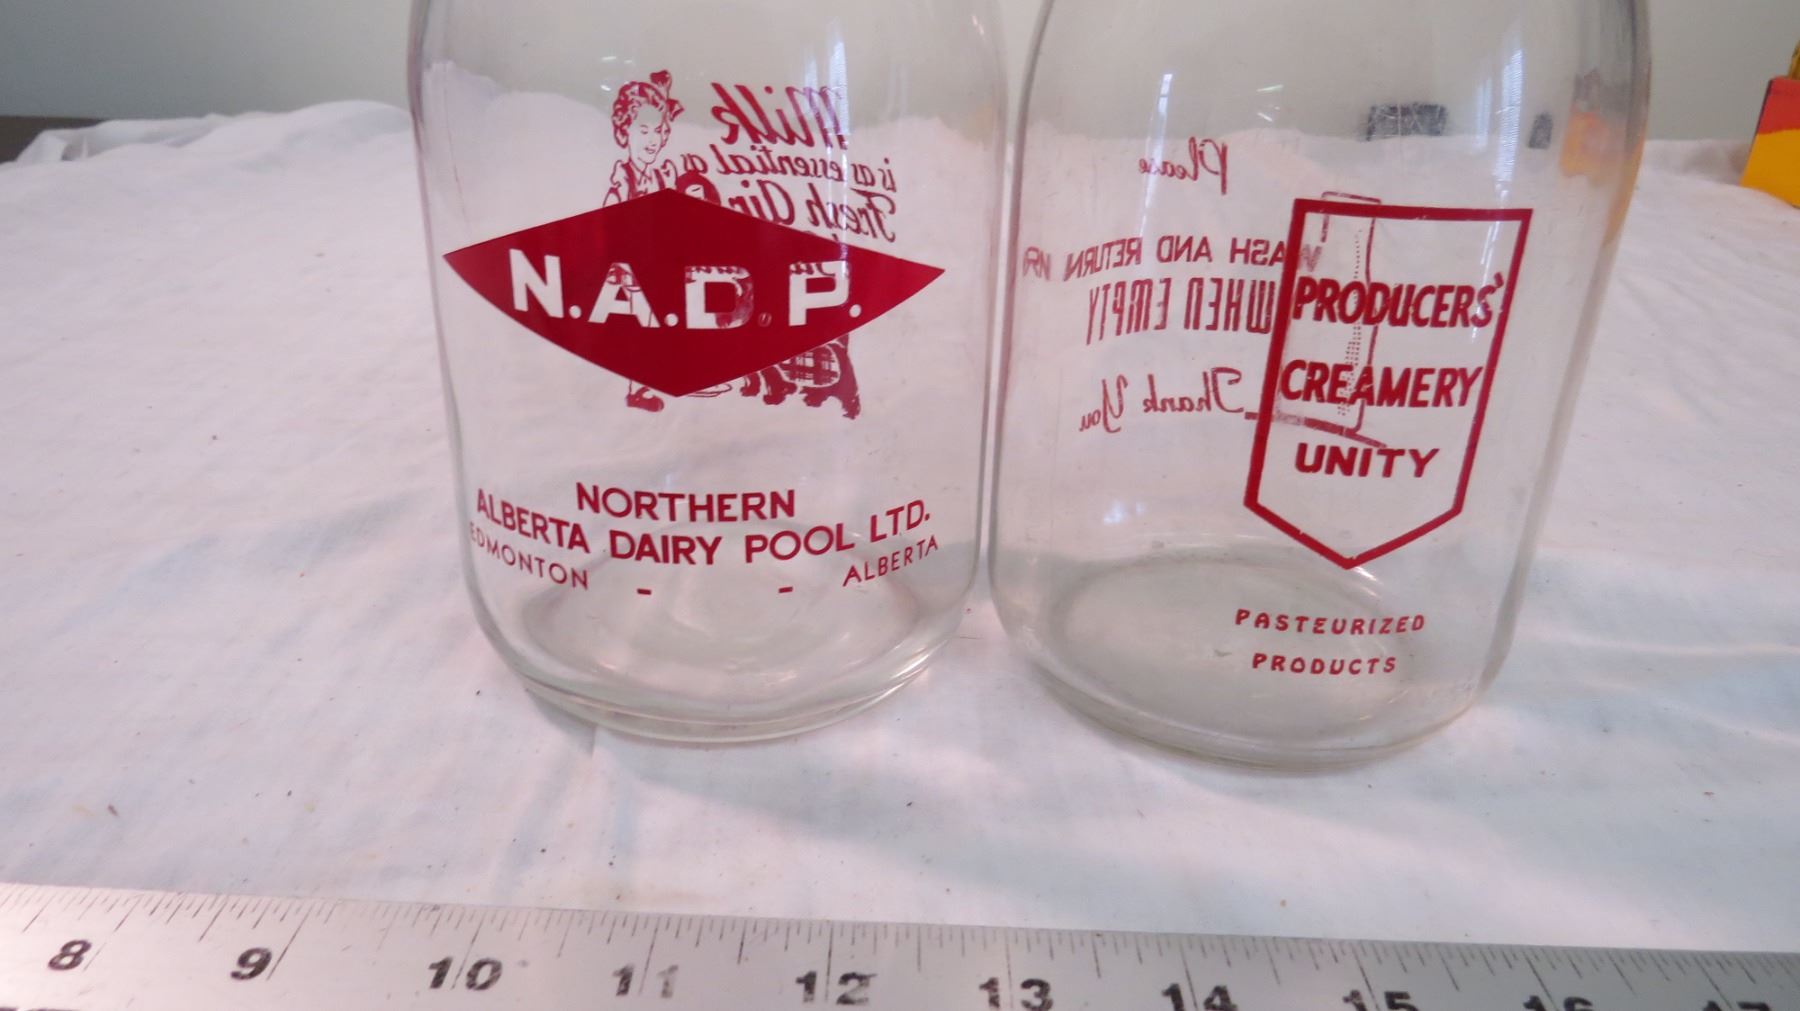 Milk
is as essential as
Fresh Air
N.A.D.P.
NORTHERN
ALBERTA DAIRY POOL LTD.
EDMONTON - - ALBERTA
Please
WASH AND RETURN
WHEN EMPTY
Thank You
PRODUCERS'
CREAMERY
UNITY
PASTEURIZED
PRODUCTS
8 9 10 11 12 13 14 15 16 17